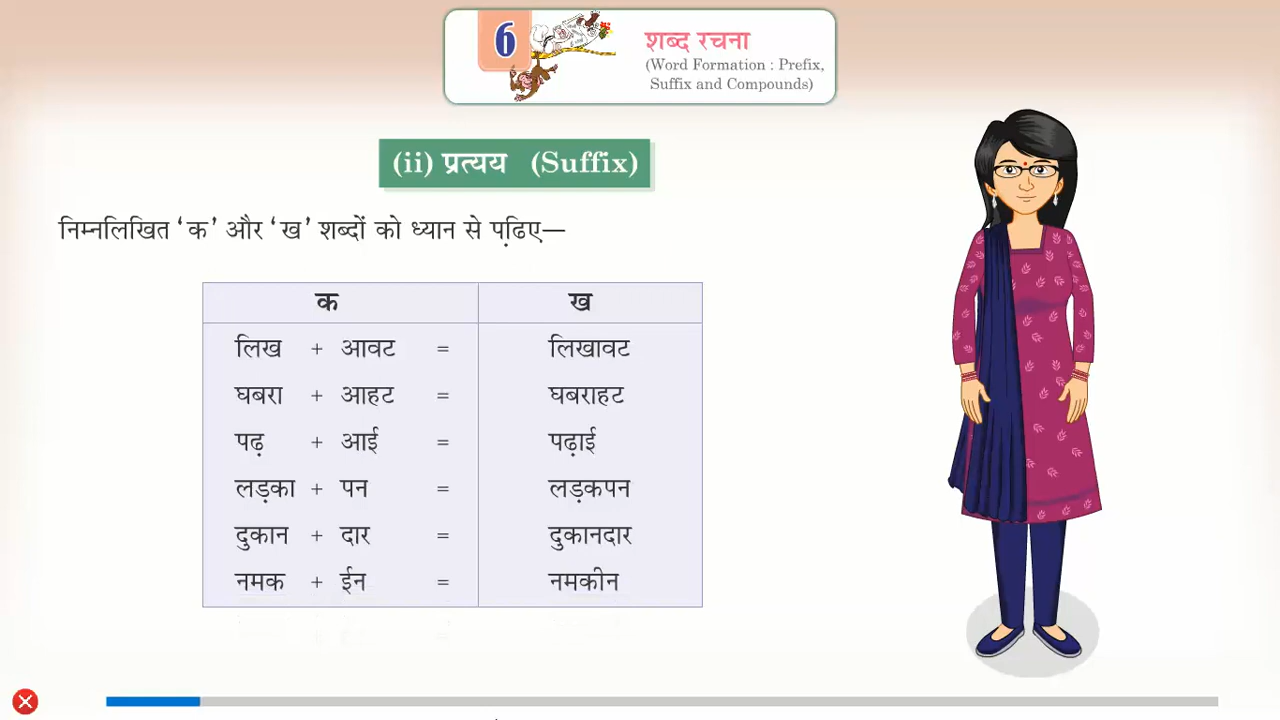 6
शब्द रचना
(Word Formation : Prefix,
Suffix and Compounds)
(ii) प्रत्यय (Suffix)
निम्नलिखित ‘क’ और ‘ख’ शब्दों को ध्यान से पढ़िए—
क ख
लिख + आवट = लिखावट
घबरा + आहट = घबराहट
पढ़ + आई = पढ़ाई
लड़का + पन = लड़कपन
दुकान + दार = दुकानदार
नमक + ईन = नमकीन